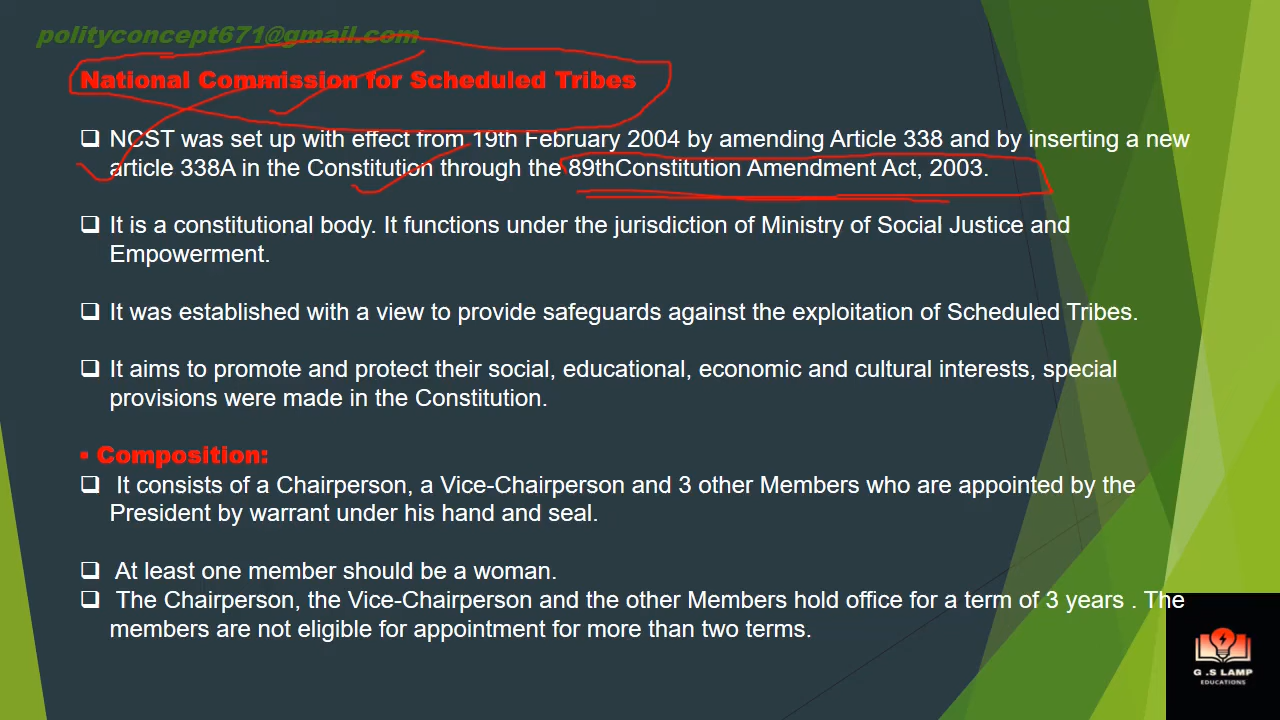 polityconcept671@gmail.com
National Commission for Scheduled Tribes
NCST was set up with effect from 19th February 2004 by amending Article 338 and by inserting a new
article 338A in the Constitution through the 89thConstitution Amendment Act, 2003.
It is a constitutional body. It functions under the jurisdiction of Ministry of Social Justice and
Empowerment.
It was established with a view to provide safeguards against the exploitation of Scheduled Tribes.
It aims to promote and protect their social, educational, economic and cultural interests, special
provisions were made in the Constitution.
▪ Composition:
It consists of a Chairperson, a Vice-Chairperson and 3 other Members who are appointed by the
President by warrant under his hand and seal.
At least one member should be a woman.
The Chairperson, the Vice-Chairperson and the other Members hold office for a term of 3 years . The
members are not eligible for appointment for more than two terms.
G .S LAMP
EDUCATIONS